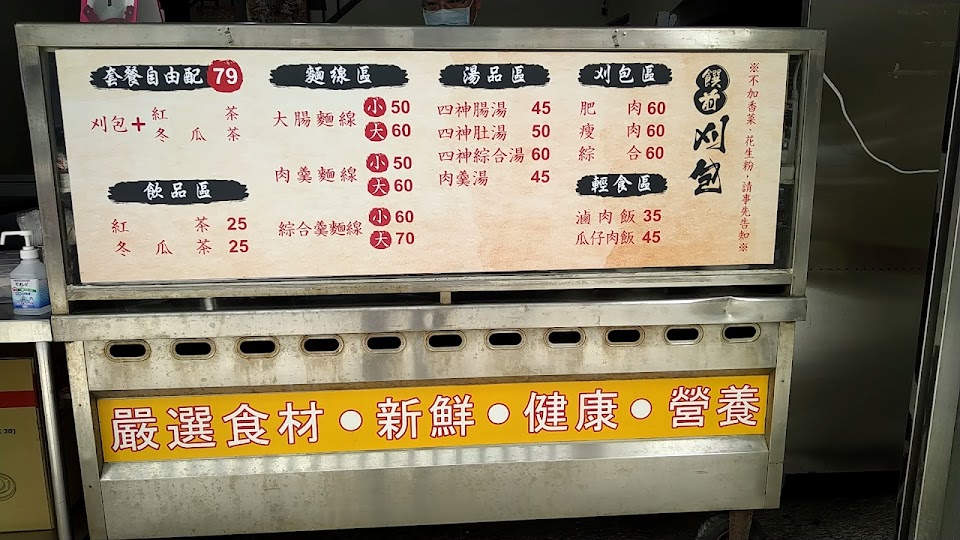 套餐自由配 79
刈包+ 紅茶
冬瓜茶
飲品區
紅茶 25
冬瓜茶 25
麵線區
大腸麵線 小 50
大 60
肉羹麵線 小 50
大 60
綜合羹麵線 小 60
大 70
湯品區
四神腸湯 45
四神肚湯 50
四神綜合湯 60
肉羹湯 45
刈包區
肥肉 60
瘦肉 60
綜合 60
輕食區
滷肉飯 35
瓜仔肉飯 45
饌前
刈包
※不加香菜、花生粉，請事先告知※
嚴選食材•新鮮•健康•營養